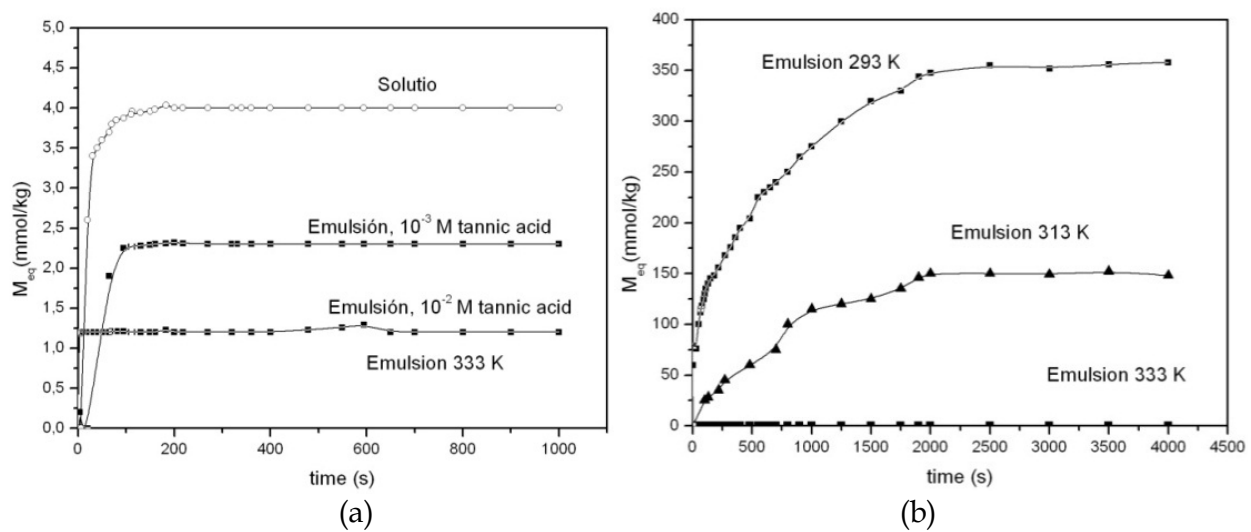 5,0
4,5
4,0
3,5
3,0
2,5
2,0
1,5
1,0
0,5
0,0
M_eq(mmol/kg)
Solutio
Emulsión, 10^-3 M tannic acid
Emulsión, 10^-2 M tannic acid
Emulsion 333 K
0 200 400 600 800 1000
time (s)
(a)
400
350
300
250
200
150
100
50
0
M_eq(mmol/kg)
Emulsion 293 K
Emulsion 313 K
Emulsion 333 K
0 500 1000 1500 2000 2500 3000 3500 4000 4500
time (s)
(b)